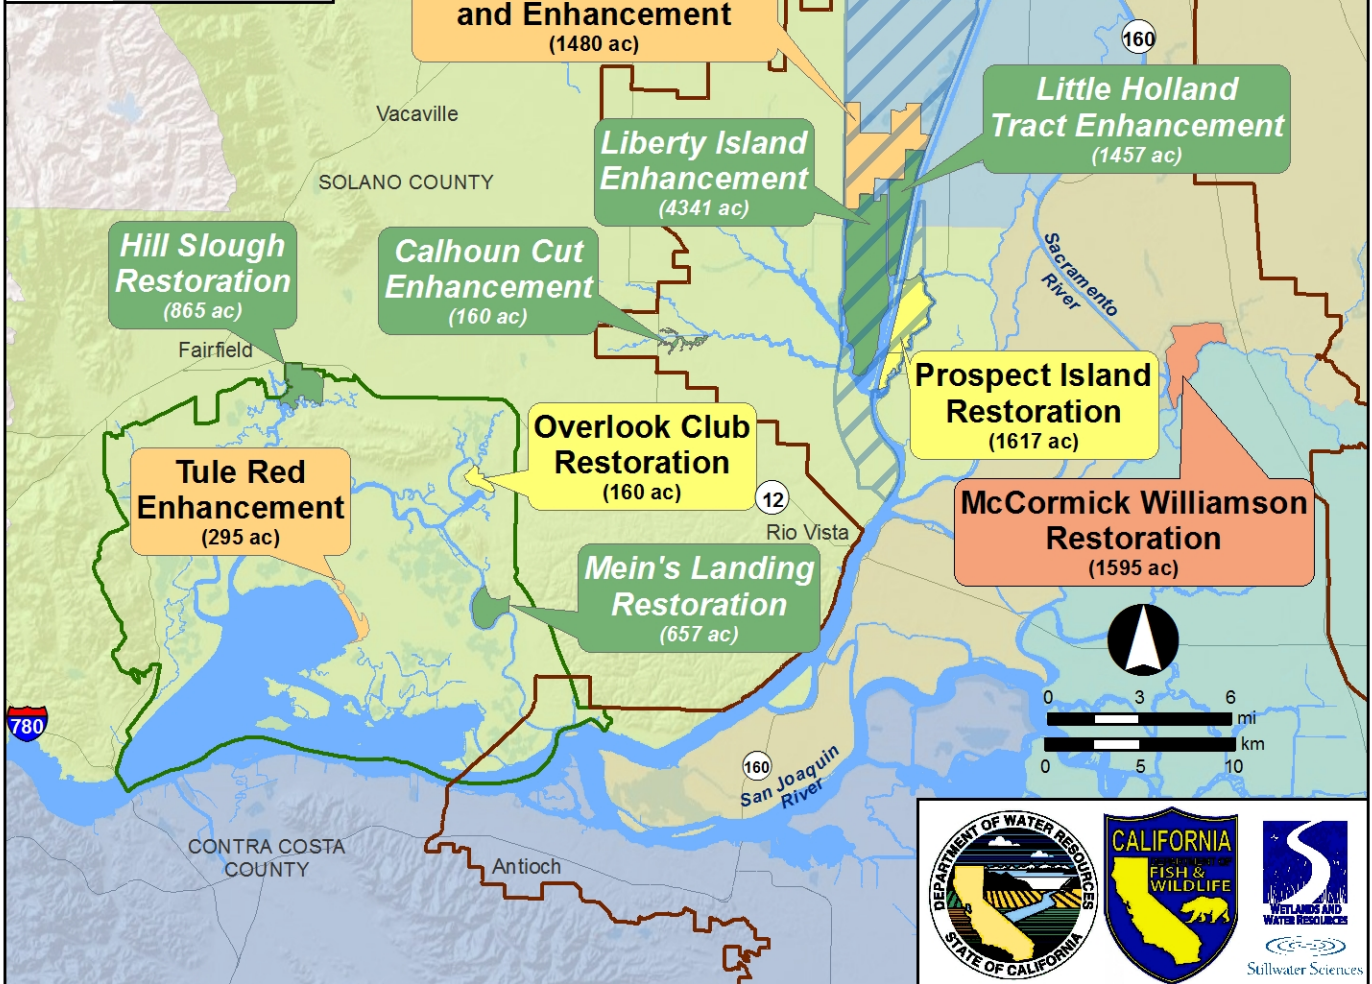 and Enhancement
(1480 ac)
160
Little Holland
Tract Enhancement
(1457 ac)
Vacaville
Liberty Island
Enhancement
(4341 ac)
SOLANO COUNTY
Hill Slough
Restoration
(865 ac)
Calhoun Cut
Enhancement
(160 ac)
Sacramento
River
Fairfield
Prospect Island
Restoration
(1617 ac)
Overlook Club
Restoration
(160 ac)
Tule Red
Enhancement
(295 ac)
12
Rio Vista
McCormick Williamson
Restoration
(1595 ac)
Mein's Landing
Restoration
(657 ac)
0 3 6
mi
km
0 5 10
780
160
San Joaquin
River
CONTRA COSTA
COUNTY
Antioch
DEPARTMENT OF WATER RESOURCES
STATE OF CALIFORNIA
CALIFORNIA
DEPARTMENT OF
FISH &
WILDLIFE
WETLANDS AND
WATER RESOURCES
Stillwater Sciences